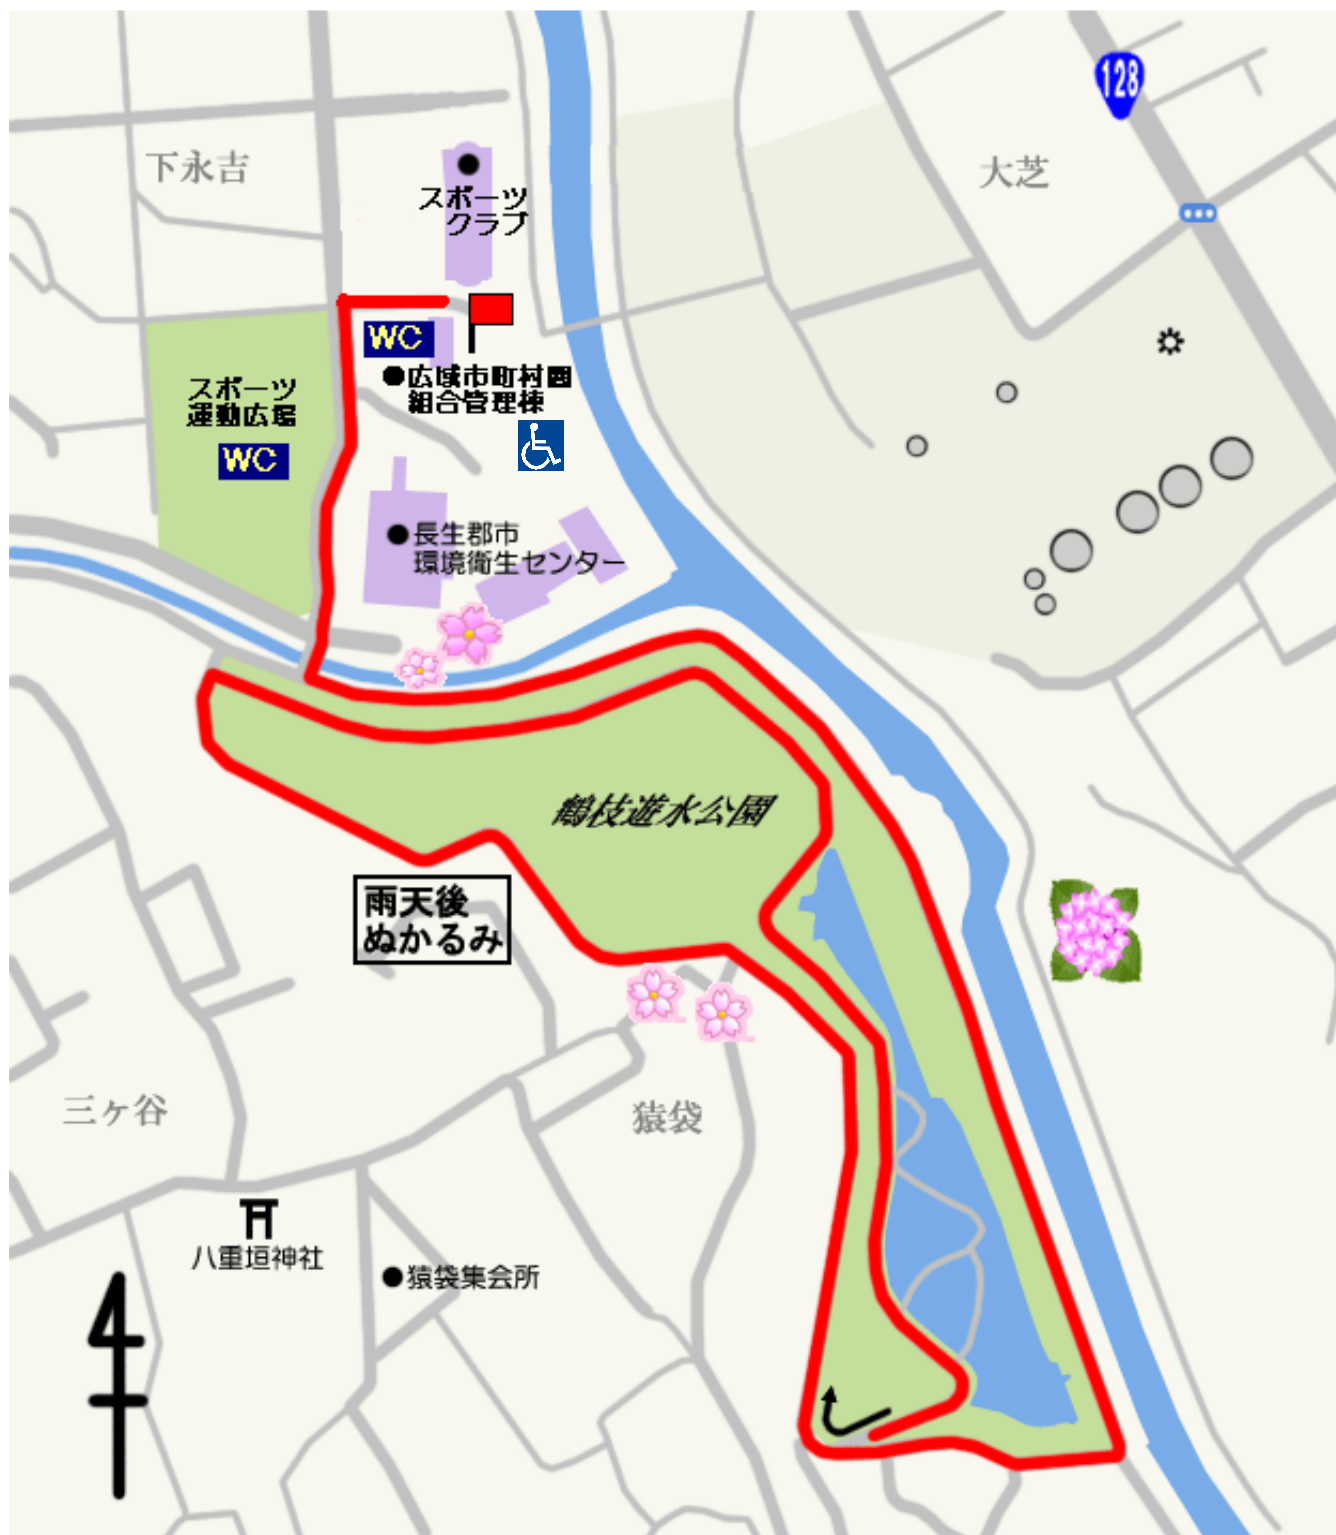 128
下永吉
大芝
スポーツ
クラブ
WC
広域市町村圏
組合管理棟
スポーツ
運動広場
WC
長生郡市
環境衛生センター
鶴枝遊水公園
雨天後
ぬかるみ
三ヶ谷
猿袋
八重垣神社
猿袋集会所